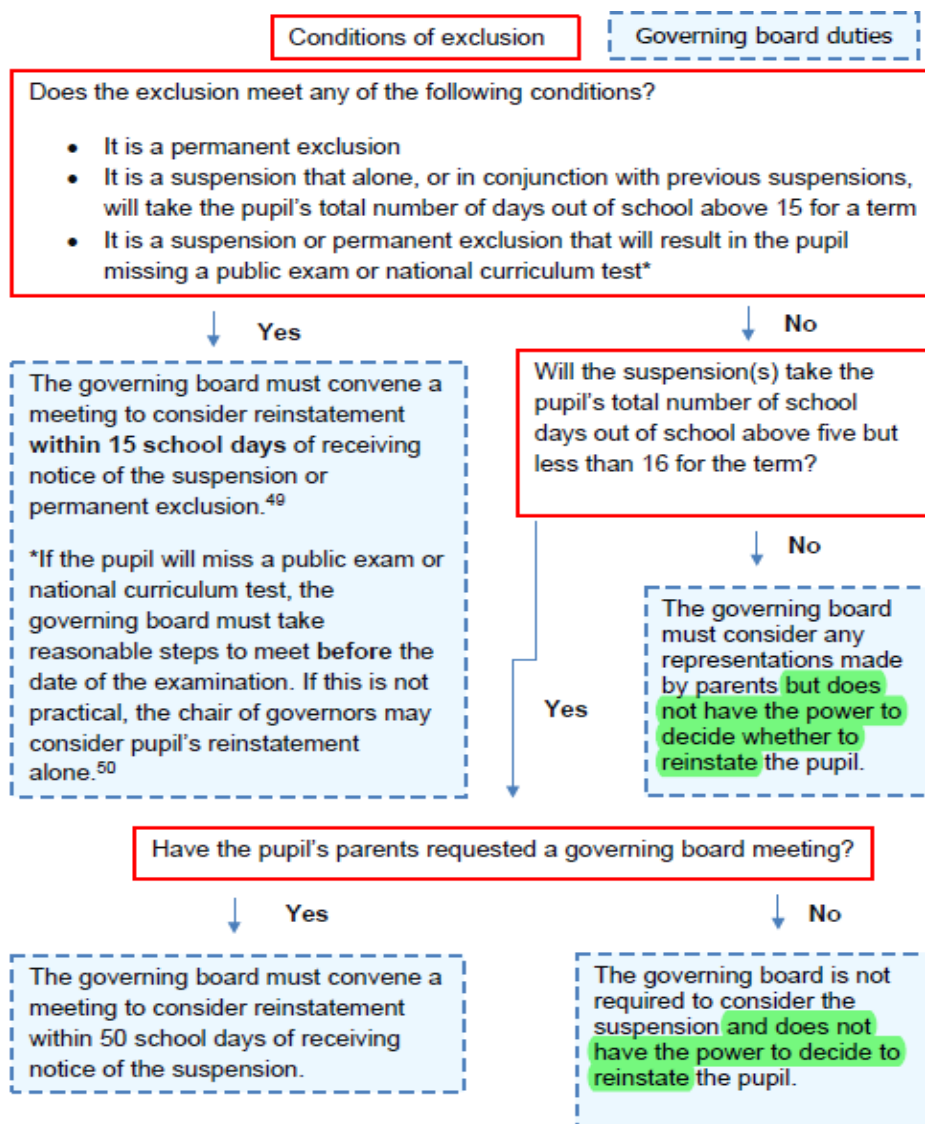 Conditions of exclusion
Governing board duties
Does the exclusion meet any of the following conditions?
• It is a permanent exclusion
• It is a suspension that alone, or in conjunction with previous suspensions,
will take the pupil's total number of days out of school above 15 for a term
• It is a suspension or permanent exclusion that will result in the pupil
missing a public exam or national curriculum test*
Yes
No
The governing board must convene a
meeting to consider reinstatement
within 15 school days of receiving
notice of the suspension or
permanent exclusion.49
*If the pupil will miss a public exam or
national curriculum test, the
governing board must take
reasonable steps to meet before the
date of the examination. If this is not
practical, the chair of governors may
consider pupil's reinstatement
alone.50
Will the suspension(s) take the
pupil's total number of school
days out of school above five but
less than 16 for the term?
No
The governing board
must consider any
representations made
by parents but does
not have the power to
decide whether to
reinstate the pupil.
Yes
Have the pupil's parents requested a governing board meeting?
Yes
No
The governing board must convene a
meeting to consider reinstatement
within 50 school days of receiving
notice of the suspension.
The governing board is not
required to consider the
suspension and does not
have the power to decide to
reinstate the pupil.